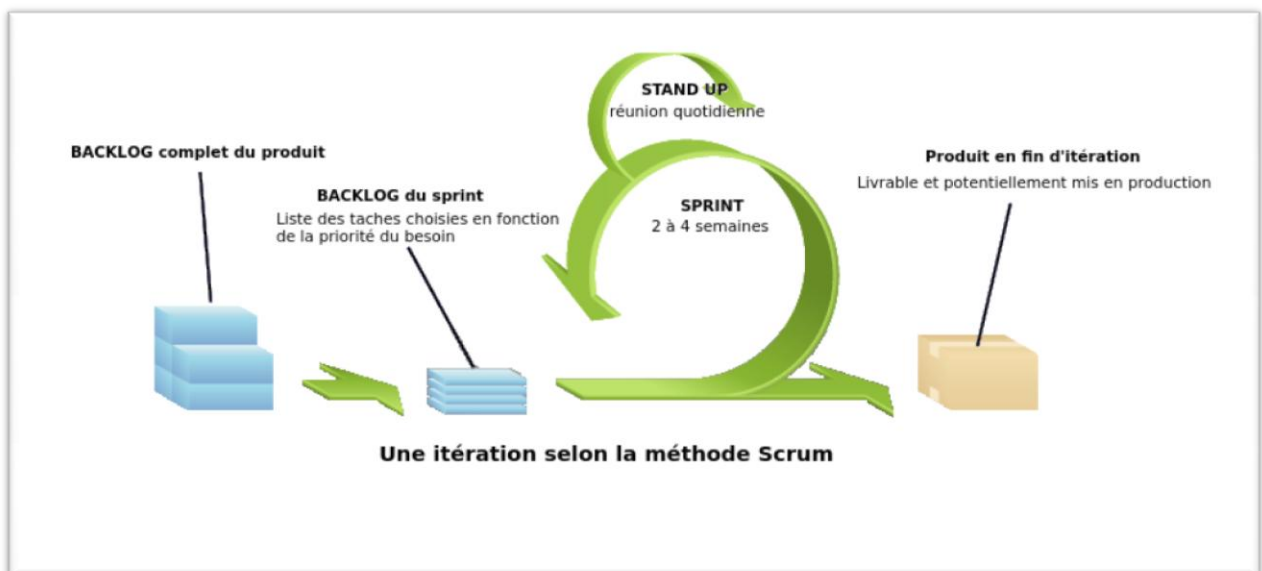 STAND UP
réunion quotidienne
BACKLOG complet du produit
BACKLOG du sprint
Liste des taches choisies en fonction
de la priorité du besoin
SPRINT
2 à 4 semaines
Produit en fin d'itération
Livrable et potentiellement mis en production
Une itération selon la méthode Scrum